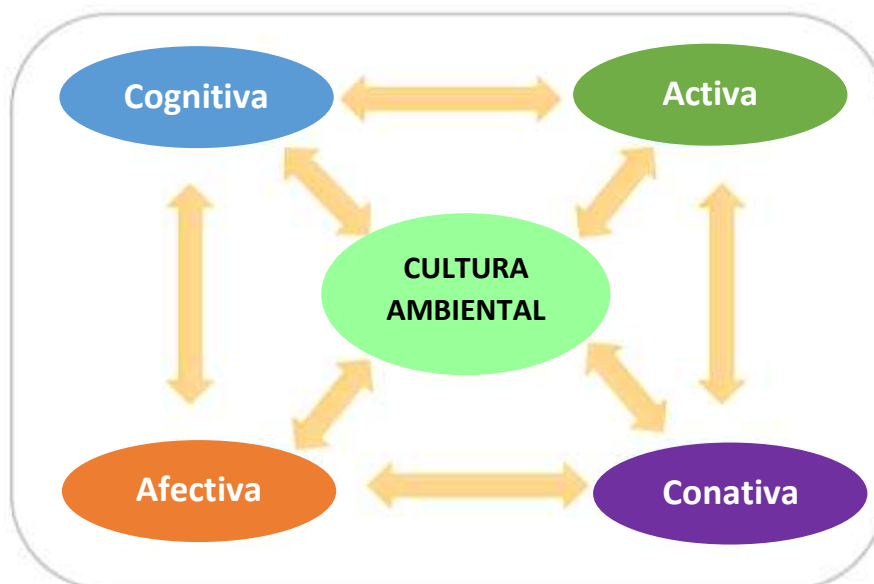 Cognitiva
Activa
CULTURA
AMBIENTAL
Afectiva
Conativa